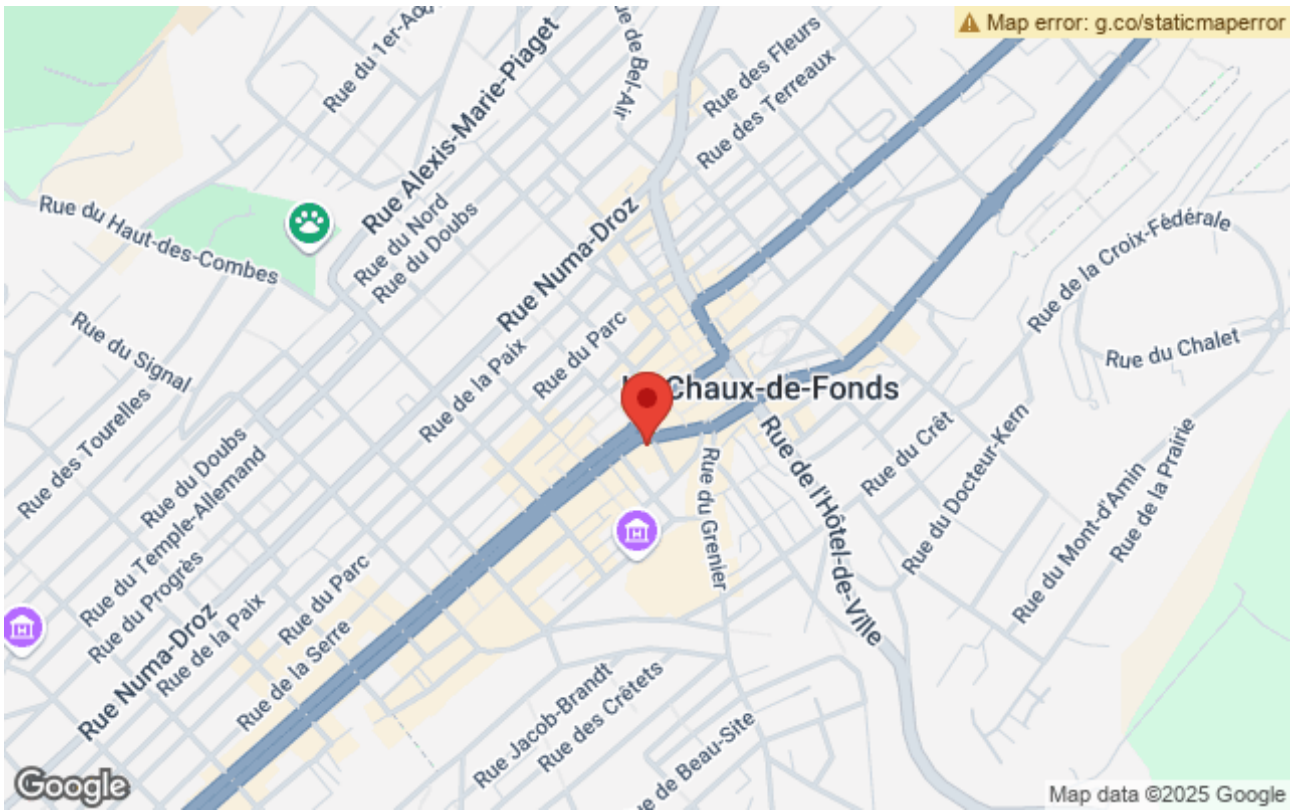 Map error: g.co/staticmaperror
Rue du 1er-Ao
Rue Alexis-Marie-Piaget
ue de Bel-Air
Rue des Fleurs
Rue des Terreaux
Rue du Haut-des-Combes
Rue du Nord
Rue du Doubs
Rue Numa-Droz
Rue de la Croix-Fédérale
Rue du Signal
Rue de la Paix
Rue du Parc
Rue du Chalet
Chaux-de-Fonds
Rue des Tourelles
Rue du Doubs
Rue du Temple-Allemand
Rue du Progrès
Rue Numa-Droz
Rue de la Paix
Rue du Parc
Rue de la Serre
Rue du Grenier
Rue de l'Hôtel-de-Ville
Rue du Crêt
Rue du Docteur-Kern
Rue du Mont-d'Amin
Rue de la Prairie
Rue Jacob-Brandt
Rue des Crêtets
e de Beau-Site
Google
Map data ©2025 Google